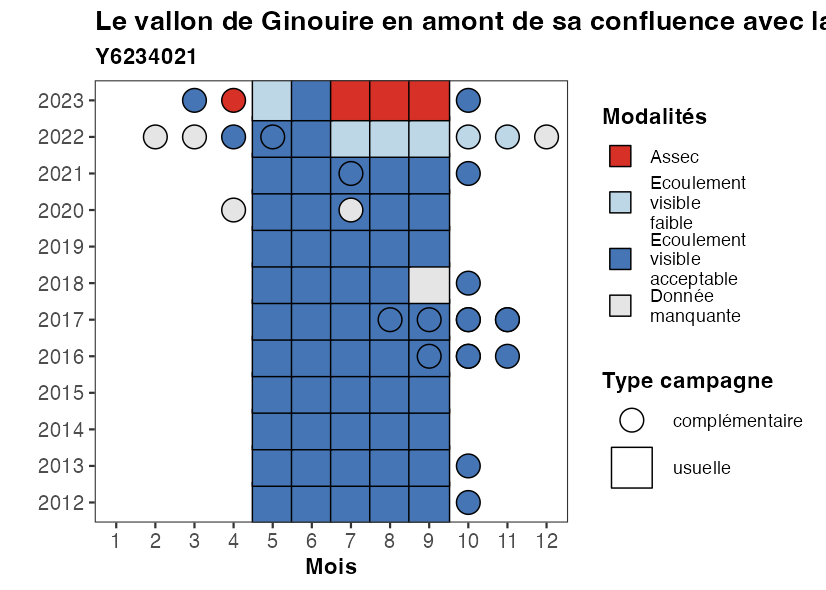 Le vallon de Ginouire en amont de sa confluence avec la
Y6234021
2023
2022
2021
2020
2019
2018
2017
2016
2015
2014
2013
2012
1 2 3 4 5 6 7 8 9 10 11 12
Mois
Modalités
Assec
Ecoulement
visible
faible
Ecoulement
visible
acceptable
Donnée
manquante
Type campagne
complémentaire
usuelle